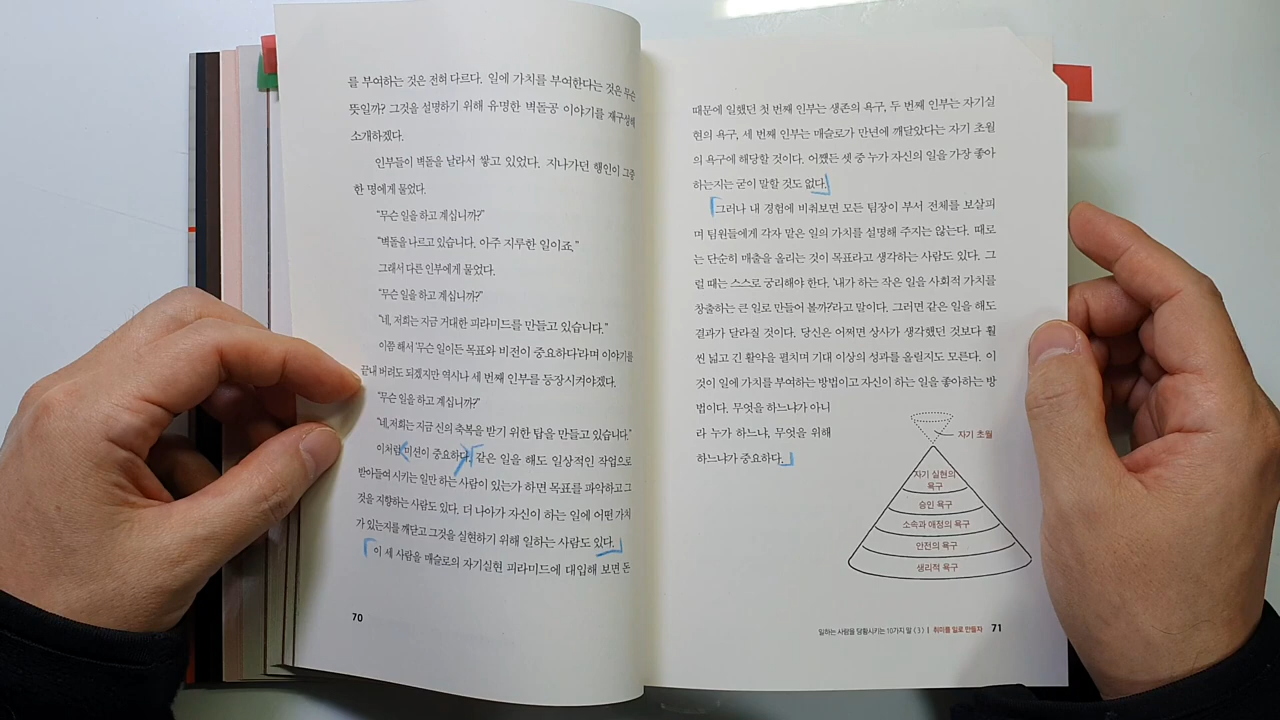 를 부여하는 것은 전혀 다르다. 일에 가치를 부여한다는 것은 무슨
뜻일까? 그것을 설명하기 위해 유명한 벽돌공 이야기를 재구성해
소개하겠다.
인부들이 벽돌을 날라서 쌓고 있었다. 지나가던 행인이 그중
한 명에게 물었다.
"무슨 일을 하고 계십니까?"
"벽돌을 나르고 있습니다. 아주 지루한 일이죠."
그래서 다른 인부에게 물었다.
"무슨 일을 하고 계십니까?"
"네, 저희는 지금 거대한 피라미드를 만들고 있습니다."
이쯤 해서 '무슨 일이든 목표와 비전이 중요하다'라며 이야기를
끝내 버려도 되겠지만 역시나 세 번째 인부를 등장시켜야겠다.
"무슨 일을 하고 계십니까?"
"네, 저희는 지금 신의 축복을 받기 위한 탑을 만들고 있습니다."
이처럼 미션이 중요하다. 같은 일을 해도 일상적인 작업으로
받아들여 시키는 일만 하는 사람이 있는가 하면 목표를 파악하고 그
것을 지향하는 사람도 있다. 더 나아가 자신이 하는 일에 어떤 가치
가 있는지를 깨닫고 그것을 실현하기 위해 일하는 사람도 있다.
이 세 사람을 매슬로의 자기실현 피라미드에 대입해 보면 돈
70
때문에 일했던 첫 번째 인부는 생존의 욕구, 두 번째 인부는 자기실
현의 욕구, 세 번째 인부는 매슬로가 만년에 깨달았다는 자기 초월
의 욕구에 해당할 것이다. 어쨌든 셋 중 누가 자신의 일을 가장 좋아
하는지는 굳이 말할 것도 없다.
그러나 내 경험에 비춰보면 모든 팀장이 부서 전체를 보살피
며 팀원들에게 각자 맡은 일의 가치를 설명해 주지는 않는다. 때로
는 단순히 매출을 올리는 것이 목표라고 생각하는 사람도 있다. 그
럴 때는 스스로 궁리해야 한다. '내가 하는 작은 일을 사회적 가치를
창출하는 큰 일로 만들어 볼까?'라고 말이다. 그러면 같은 일을 해도
결과가 달라질 것이다. 당신은 어쩌면 상사가 생각했던 것보다 훨
씬 넓고 긴 활약을 펼치며 기대 이상의 성과를 올릴지도 모른다. 이
것이 일에 가치를 부여하는 방법이고 자신이 하는 일을 좋아하는 방
법이다. 무엇을 하느냐가 아니
라 누가 하느냐, 무엇을 위해
하느냐가 중요하다.
자기 초월
자기 실현의
욕구
승인 욕구
소속과 애정의 욕구
안전의 욕구
생리적 욕구
일하는 사람을 당황시키는 10가지 말 (3) | 취미를 일로 만들자 71